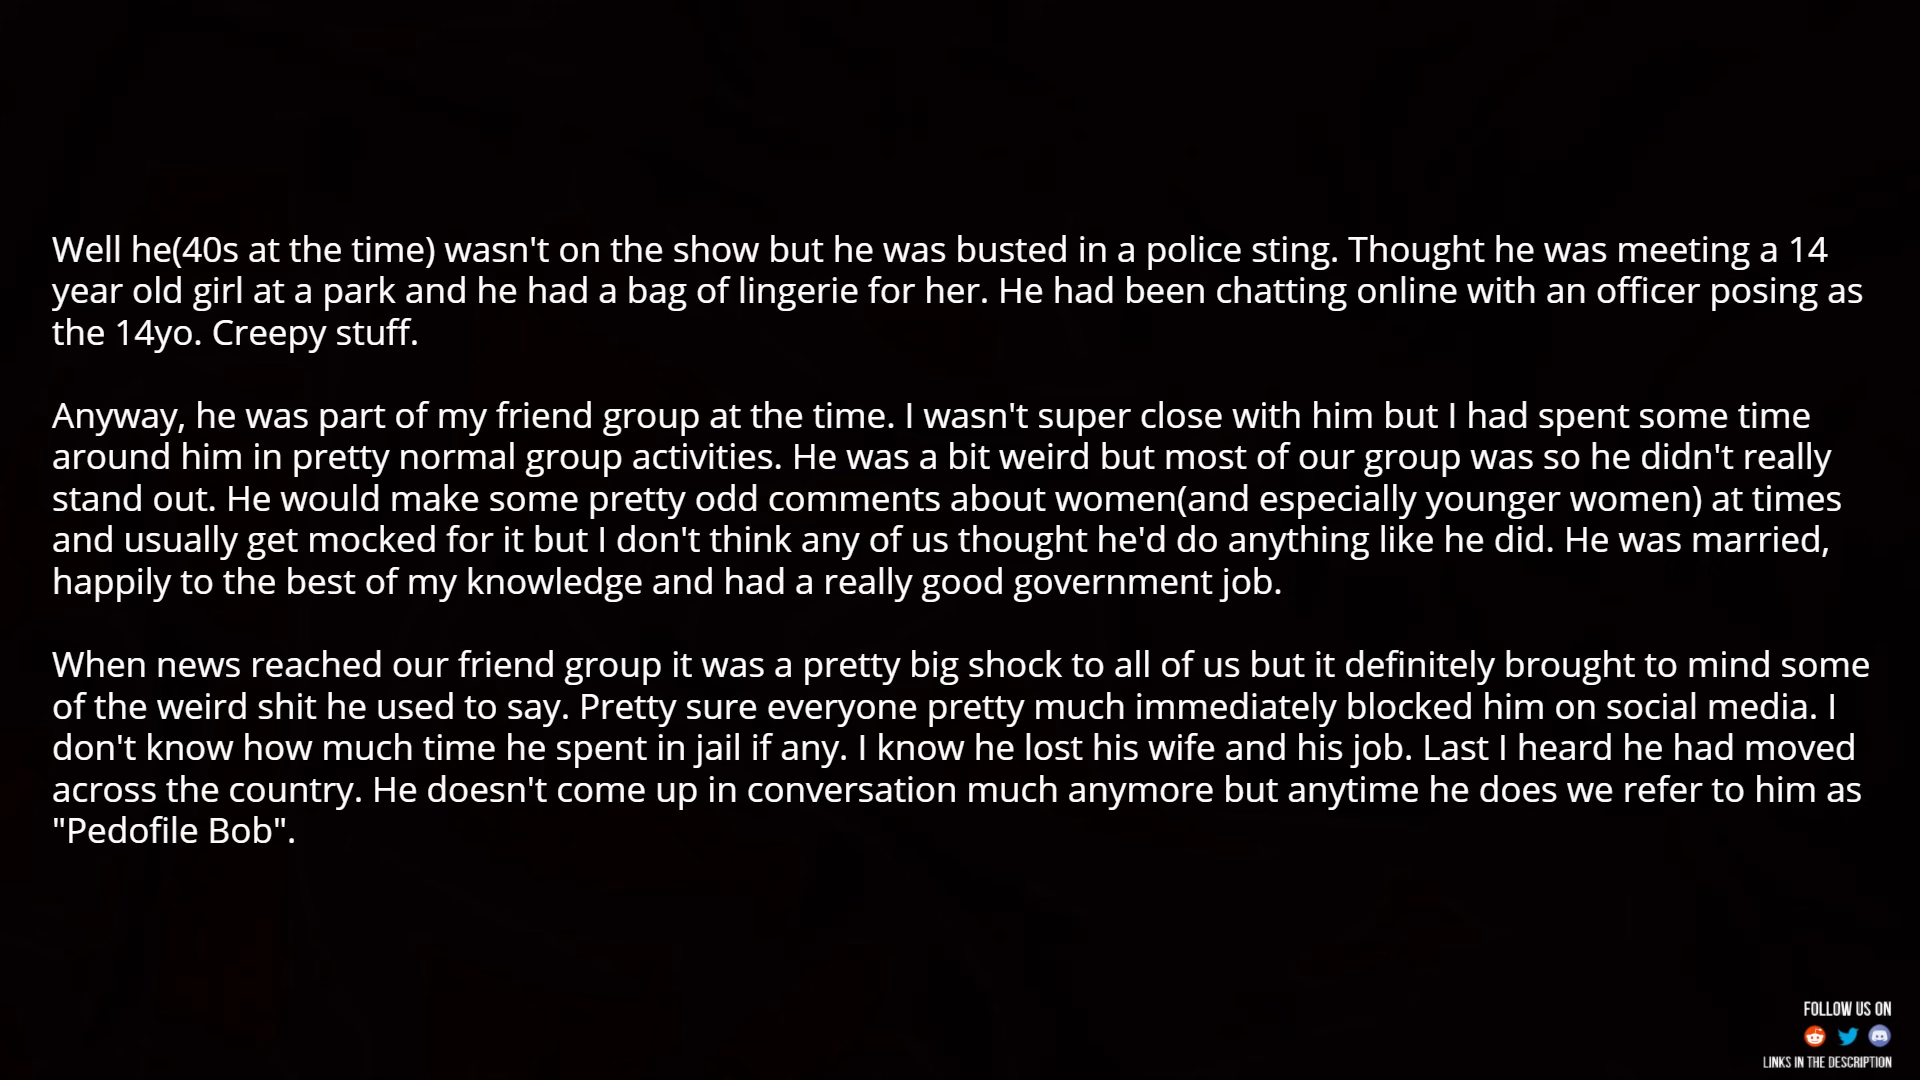 Well he(40s at the time) wasn't on the show but he was busted in a police sting. Thought he was meeting a 14
year old girl at a park and he had a bag of lingerie for her. He had been chatting online with an officer posing as
the 14yo. Creepy stuff.
Anyway, he was part of my friend group at the time. I wasn't super close with him but I had spent some time
around him in pretty normal group activities. He was a bit weird but most of our group was so he didn't really
stand out. He would make some pretty odd comments about women(and especially younger women) at times
and usually get mocked for it but I don't think any of us thought he'd do anything like he did. He was married,
happily to the best of my knowledge and had a really good government job.
When news reached our friend group it was a pretty big shock to all of us but it definitely brought to mind some
of the weird shit he used to say. Pretty sure everyone pretty much immediately blocked him on social media. I
don't know how much time he spent in jail if any. I know he lost his wife and his job. Last I heard he had moved
across the country. He doesn't come up in conversation much anymore but anytime he does we refer to him as
"Pedofile Bob".
FOLLOW US ON
LINKS IN THE DESCRIPTION